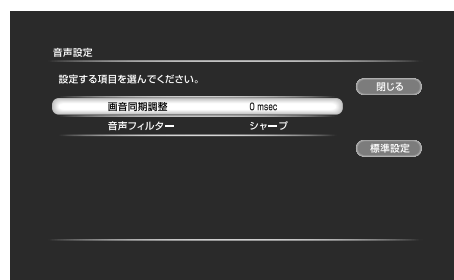 音声設定
設定する項目を選んでください。
閉じる
画音同期調整 0 msec
音声フィルター シャープ
標準設定